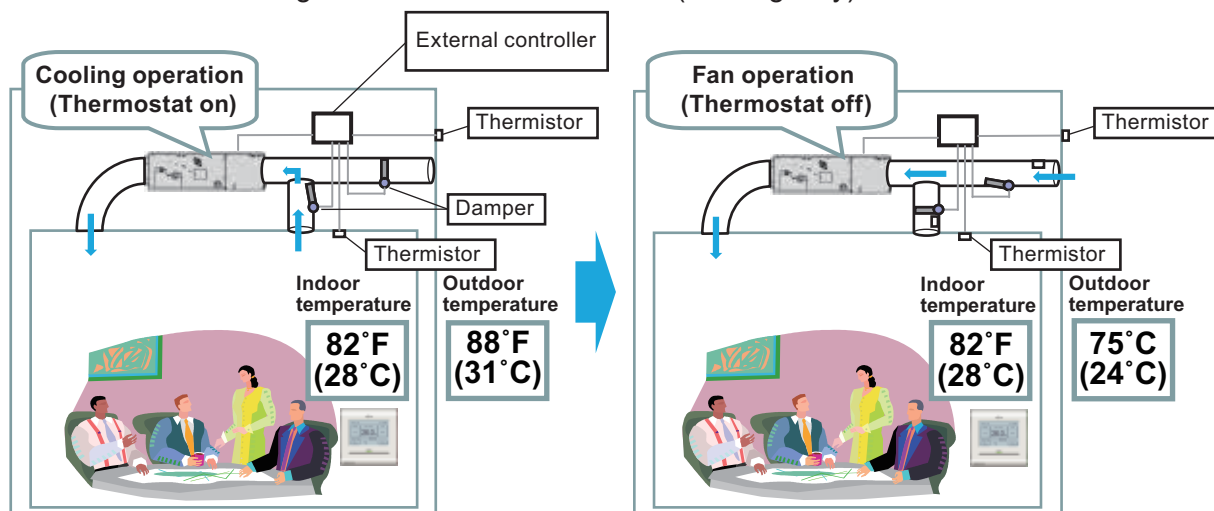 External controller
Cooling operation
(Thermostat on)
Thermistor
Damper
Thermistor
Indoor
temperature
Outdoor
temperature
82˚F
(28˚C)
88˚F
(31˚C)
Fan operation
(Thermostat off)
Thermistor
Thermistor
Indoor
temperature
Outdoor
temperature
82˚F
(28˚C)
75˚C
(24˚C)